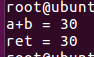 root@ubunt
a+b = 30
ret = 30
root@ubunt